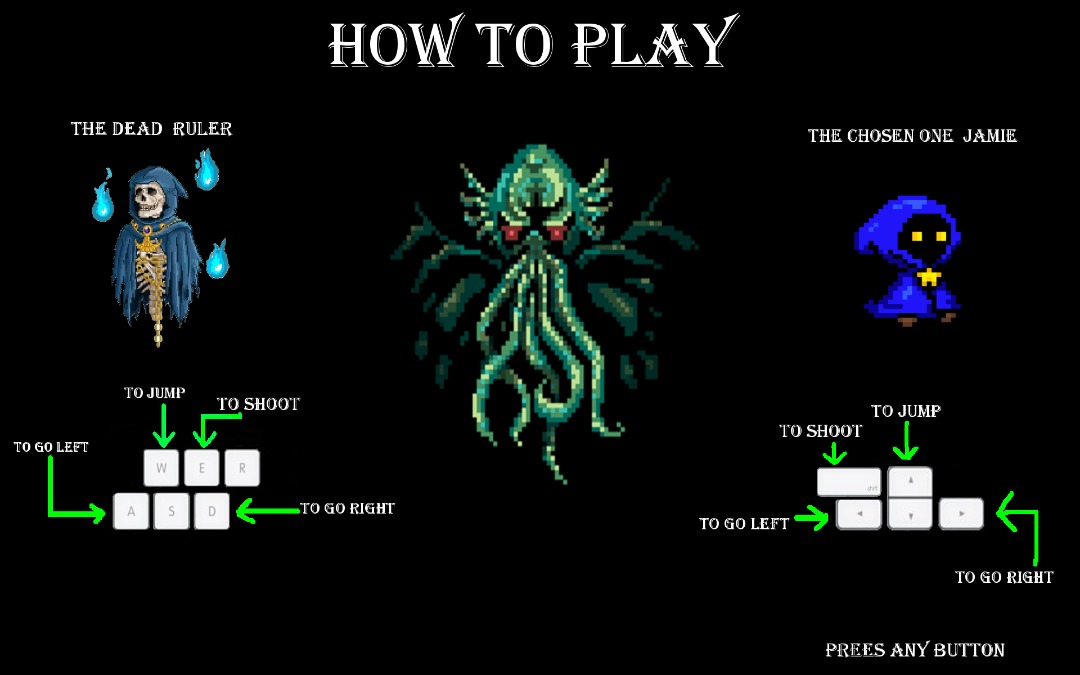 HOW TO PLAY
THE DEAD RULER
THE CHOSEN ONE JAMIE
TO JUMP
TO SHOOT
TO GO LEFT
W
E
R
A
S
D
TO GO RIGHT
TO JUMP
TO SHOOT
shift
TO GO LEFT
TO GO RIGHT
PREES ANY BUTTON